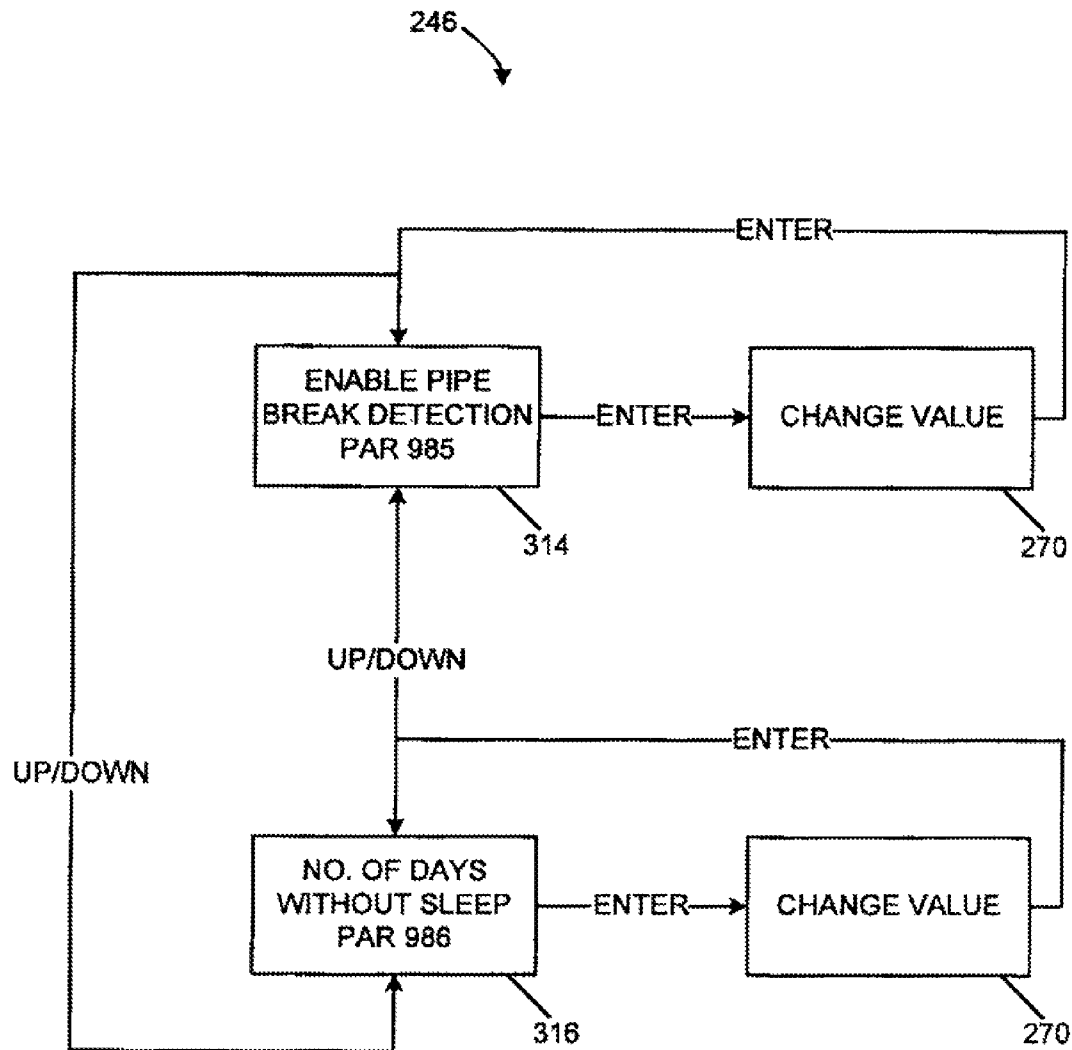 246
ENTER
ENABLE PIPE
BREAK DETECTION
PAR 985
ENTER
CHANGE VALUE
314
270
UP/DOWN
UP/DOWN
ENTER
NO. OF DAYS
WITHOUT SLEEP
PAR 986
ENTER
CHANGE VALUE
316
270